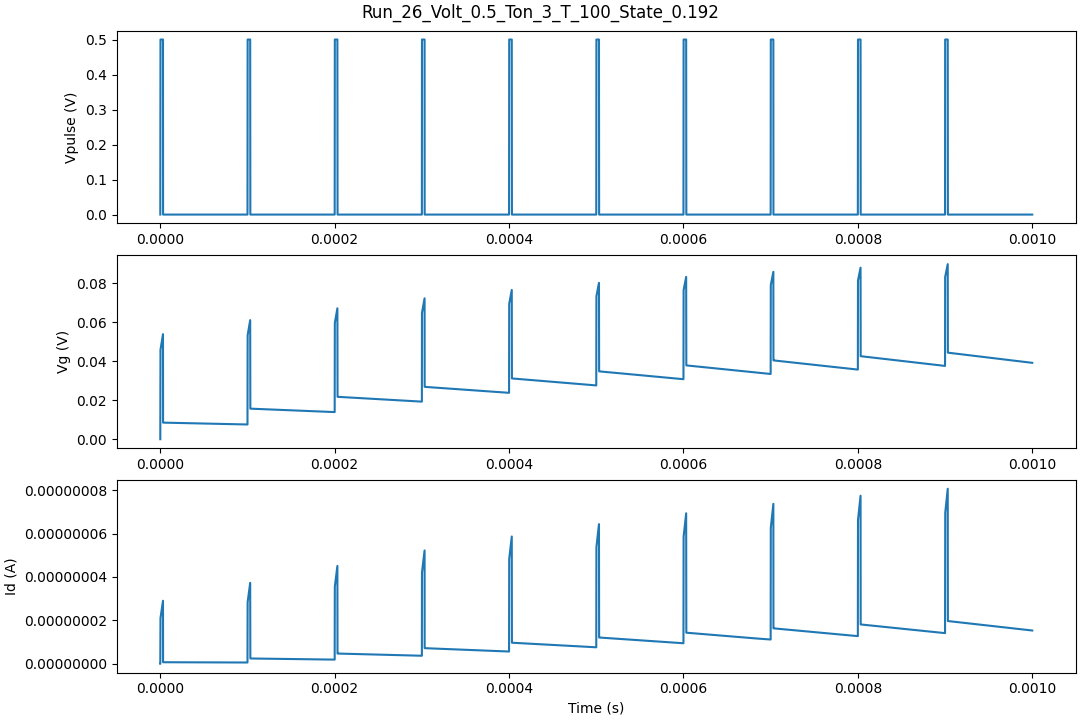 Run_26_Volt_0.5_Ton_3_T_100_State_0.192
Vpulse (V)
0.5
0.4
0.3
0.2
0.1
0.0
0.0000 0.0002 0.0004 0.0006 0.0008 0.0010
Vg (V)
0.08
0.06
0.04
0.02
0.00
0.0000 0.0002 0.0004 0.0006 0.0008 0.0010
Id (A)
0.00000008
0.00000006
0.00000004
0.00000002
0.00000000
0.0000 0.0002 0.0004 0.0006 0.0008 0.0010
Time (s)